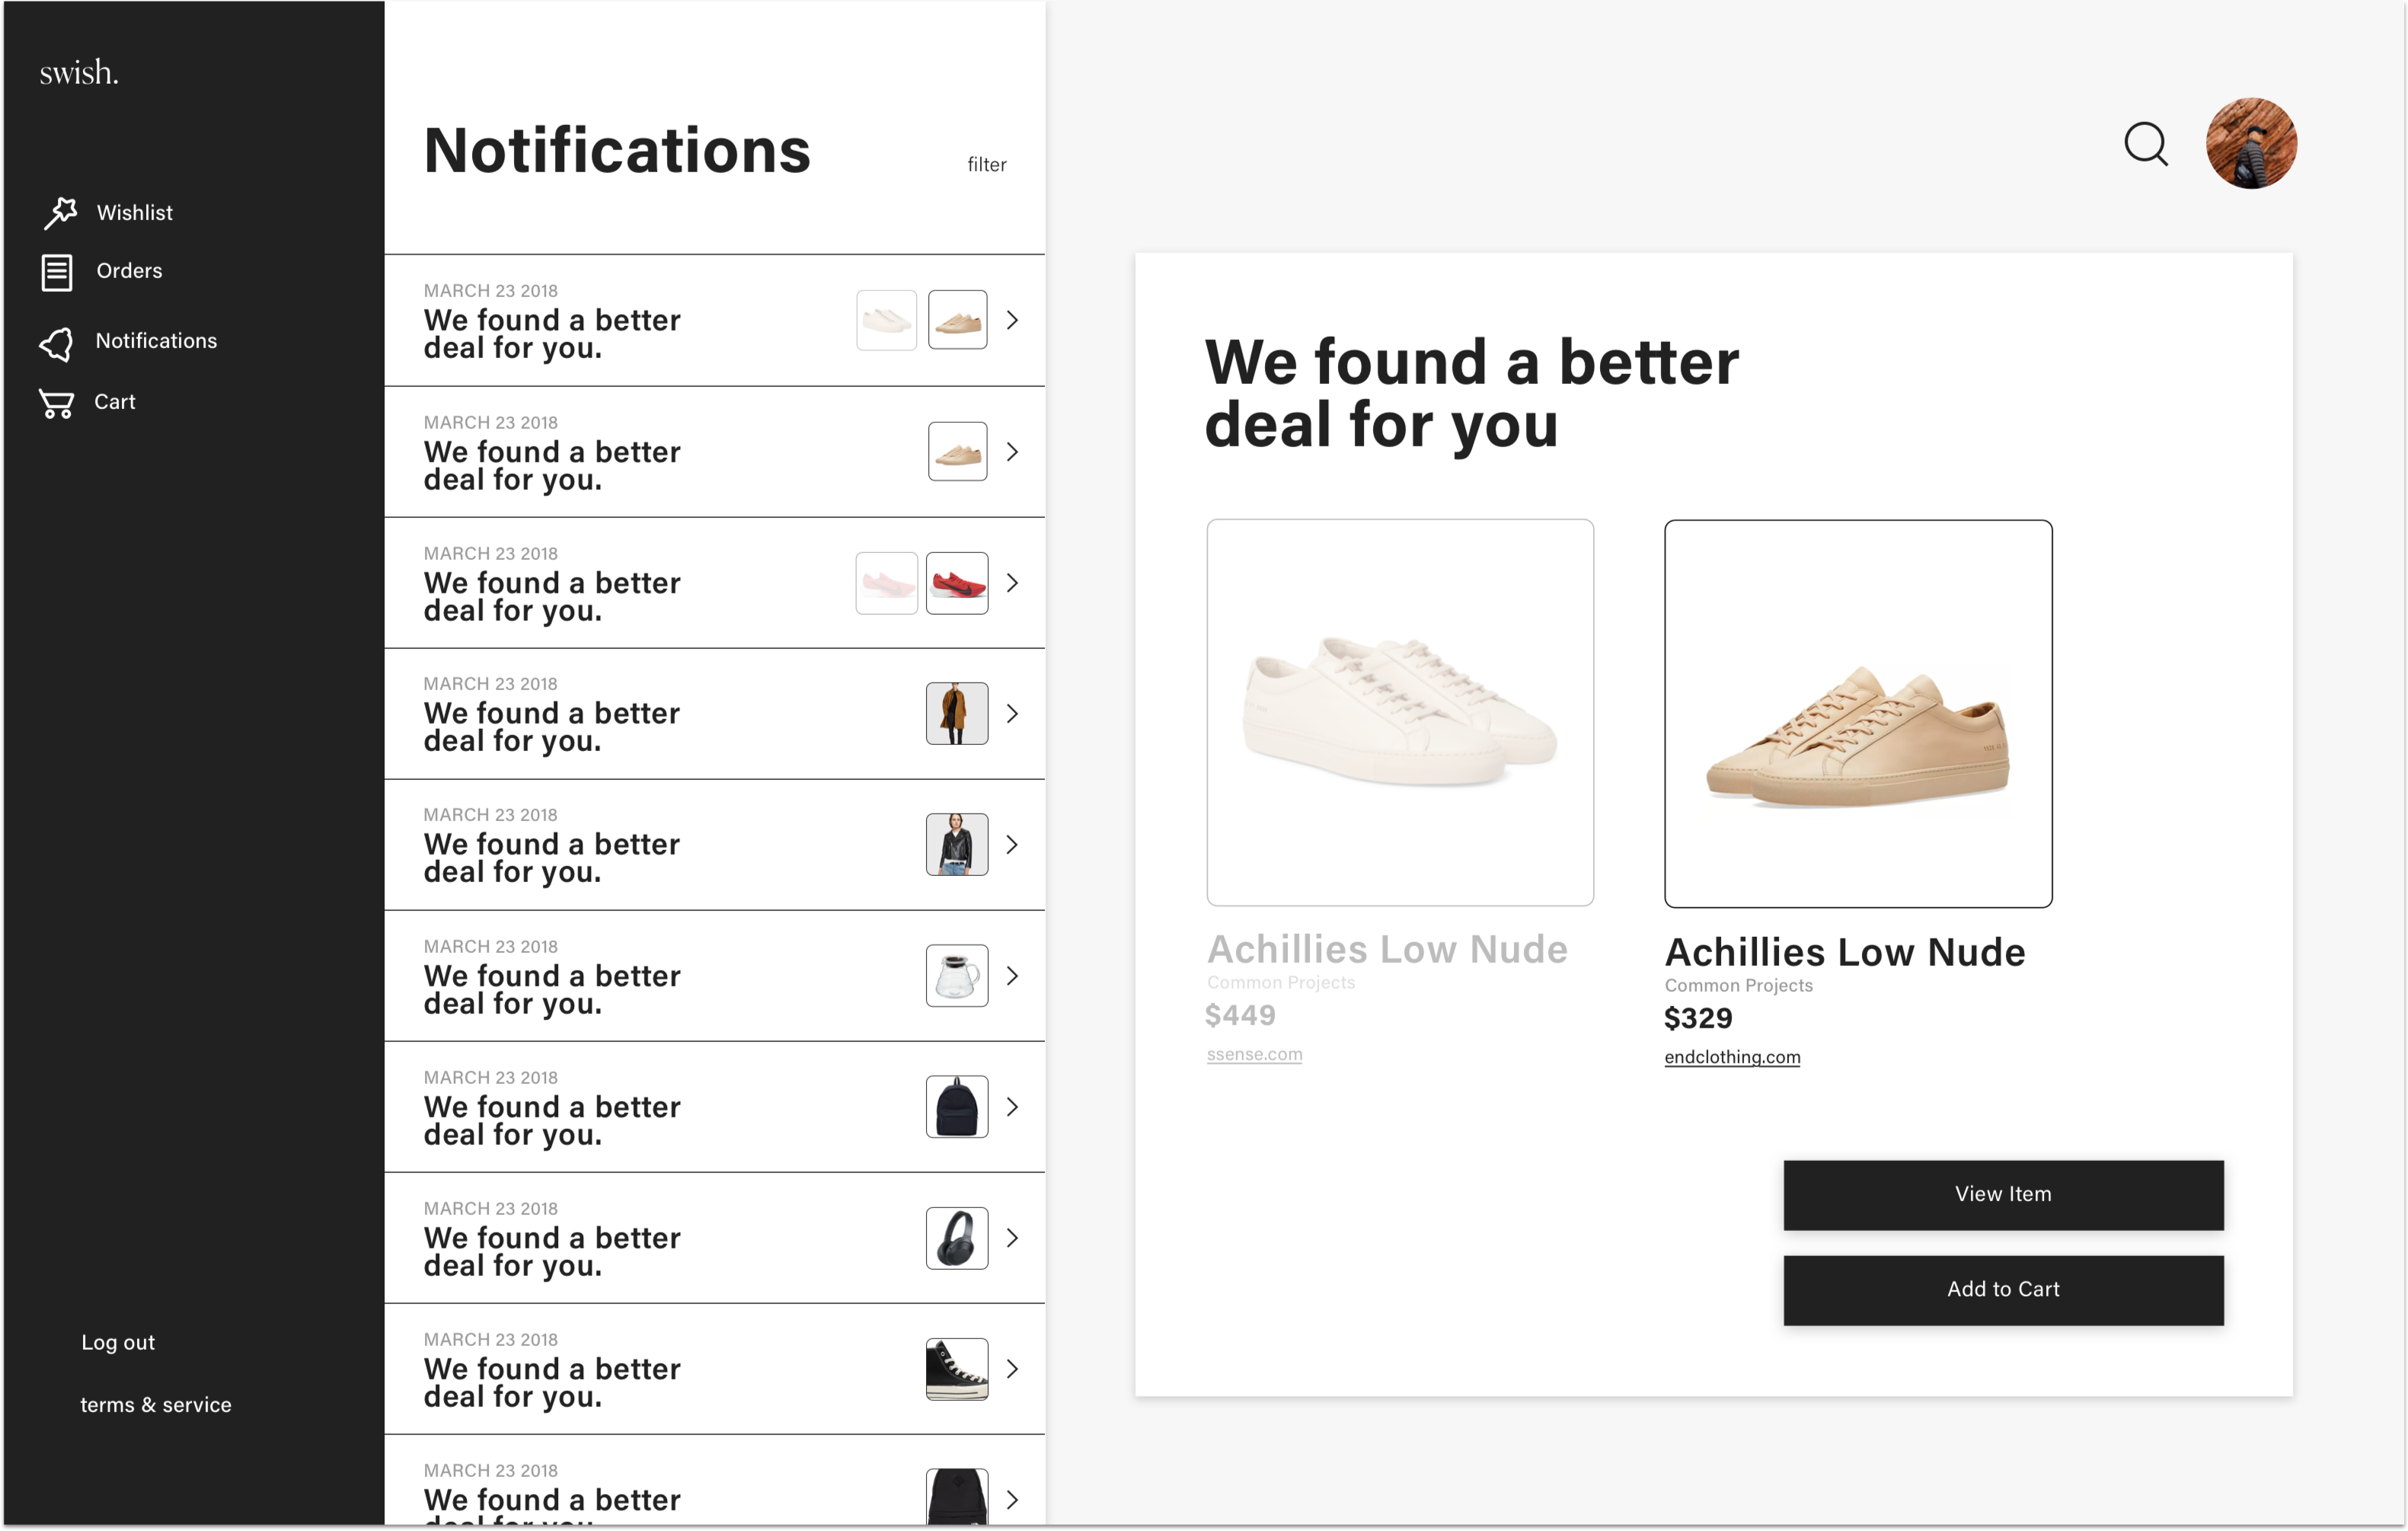 swish.
Wishlist
Orders
Notifications
Cart
Log out
terms & service
Notifications
filter
MARCH 23 2018
We found a better
deal for you.
MARCH 23 2018
We found a better
deal for you.
MARCH 23 2018
We found a better
deal for you.
MARCH 23 2018
We found a better
deal for you.
MARCH 23 2018
We found a better
deal for you.
MARCH 23 2018
We found a better
deal for you.
MARCH 23 2018
We found a better
deal for you.
MARCH 23 2018
We found a better
deal for you.
MARCH 23 2018
We found a better
deal for you.
MARCH 23 2018
We found a better
deal for you.
We found a better
deal for you
Achillies Low Nude
Common Projects
$449
ssense.com
Achillies Low Nude
Common Projects
$329
endclothing.com
View Item
Add to Cart